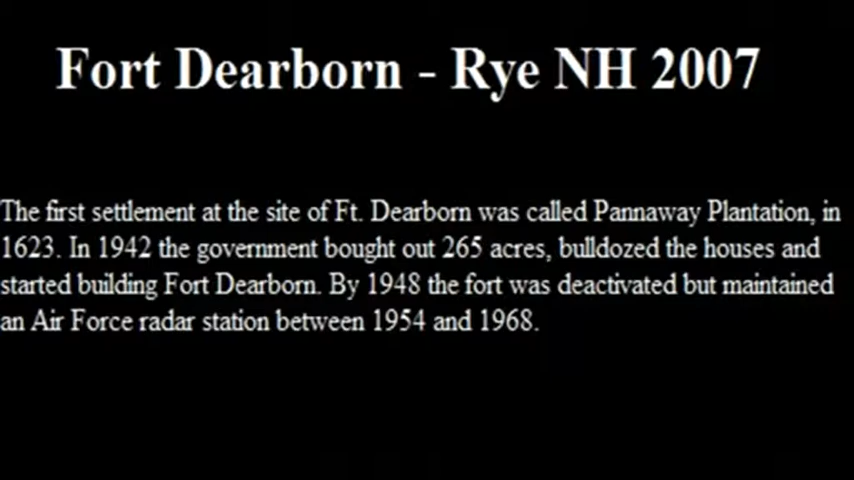 Fort Dearborn - Rye NH 2007
The first settlement at the site of Ft. Dearborn was called Pannaway Plantation, in
1623. In 1942 the government bought out 265 acres, bulldozed the houses and
started building Fort Dearborn. By 1948 the fort was deactivated but maintained
an Air Force radar station between 1954 and 1968.